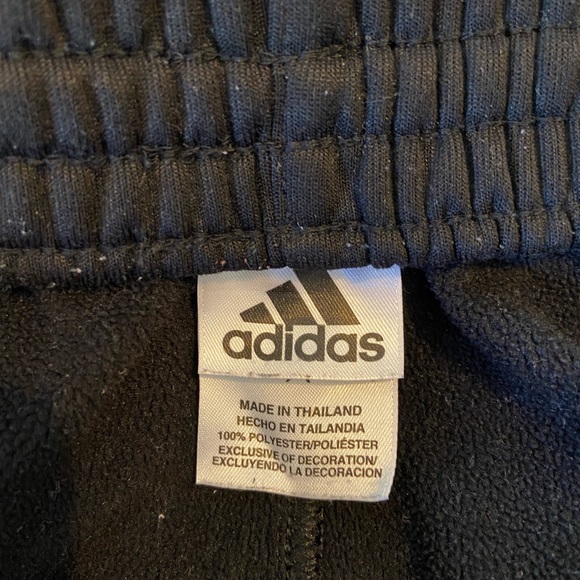 adidas
MADE IN THAILAND
HECHO EN TAILANDIA
100% POLYESTER/POLIÉSTER
EXCLUSIVE OF DECORATION/
EXCLUYENDO LA DECORACION